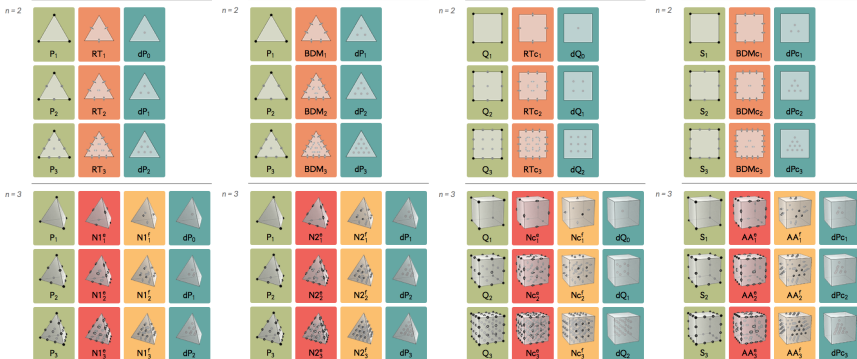 n=2 n=2 n=2 n=2
P₁ RT₁ dP₀ P₁ BDM₁ dP₁ Q₁ RTc₁ dQ₀ S₁ BDMc₁ dPc₁
P₂ RT₂ dP₁ P₂ BDM₂ dP₂ Q₂ RTc₂ dQ₁ S₂ BDMc₂ dPc₂
P₃ RT₃ dP₂ P₃ BDM₃ dP₃ Q₃ RTc₃ dQ₂ S₃ BDMc₃ dPc₃
n=3 n=3 n=3 n=3
P₁ N1ᵉ₁ N1ᶠ₁ dP₀ P₁ N2ᵉ₁ N2ᶠ₁ dP₁ Q₁ Ncᵉ₁ Ncᶠ₁ dQ₀ S₁ AAᵉ₁ AAᶠ₁ dPc₁
P₂ N1ᵉ₂ N1ᶠ₂ dP₁ P₂ N2ᵉ₂ N2ᶠ₂ dP₂ Q₂ Ncᵉ₂ Ncᶠ₂ dQ₁ S₂ AAᵉ₂ AAᶠ₂ dPc₂
P₃ N1ᵉ₃ N1ᶠ₃ dP₂ P₃ N2ᵉ₃ N2ᶠ₃ dP₃ Q₃ Ncᵉ₃ Ncᶠ₃ dQ₂ S₃ AAᵉ₃ AAᶠ₃ dPc₃